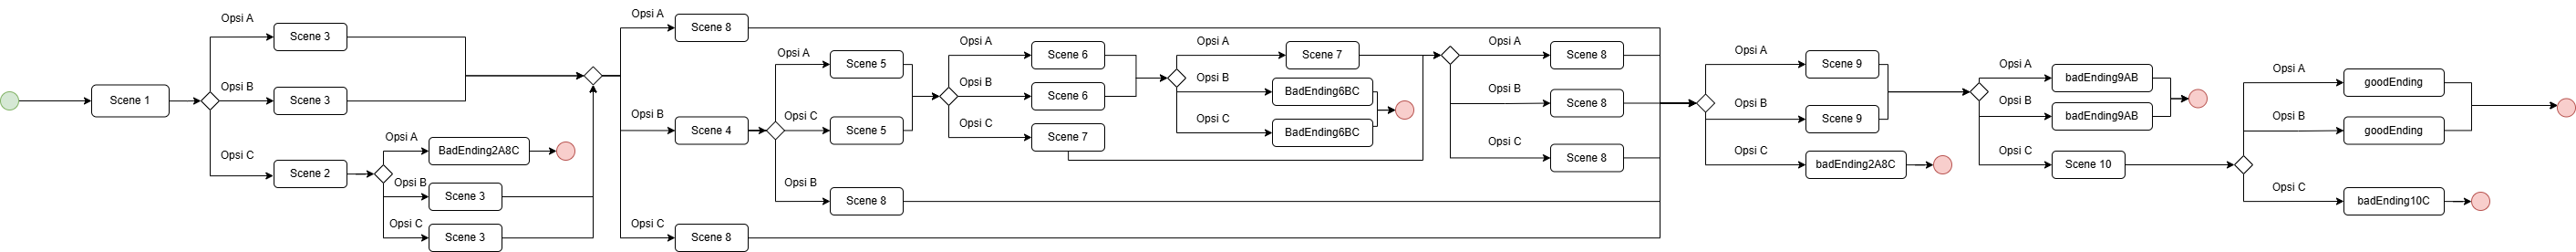 Scene 1
Opsi A
Scene 3
Opsi B
Scene 3
Opsi C
Scene 2
Opsi A
BadEnding2A8C
Opsi B
Scene 3
Opsi C
Scene 3
Opsi A
Scene 8
Opsi B
Scene 4
Opsi C
Scene 8
Opsi A
Scene 5
Opsi C
Scene 5
Opsi B
Scene 8
Opsi A
Scene 6
Opsi B
Scene 6
Opsi C
Scene 7
Opsi A
Scene 7
Opsi B
BadEnding6BC
Opsi C
BadEnding6BC
Opsi A
Scene 8
Opsi B
Scene 8
Opsi C
Scene 8
Opsi A
Scene 9
Opsi B
Scene 9
Opsi C
badEnding2A8C
Opsi A
badEnding9AB
Opsi B
badEnding9AB
Opsi C
Scene 10
Opsi A
goodEnding
Opsi B
goodEnding
Opsi C
badEnding10C